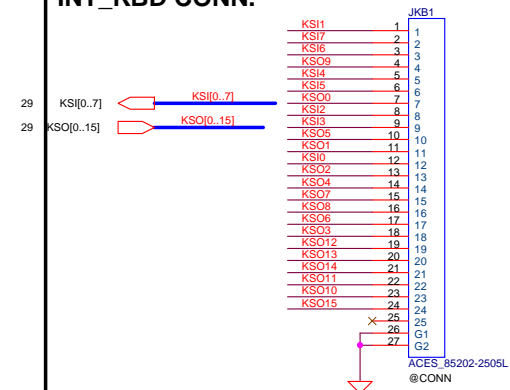 INT_KBD CONN.
JKB1
KSI1 1 1
KSI7 2 2
KSI6 3 3
KSO9 4 4
KSI4 5 5
KSI5 6 6
29 KSI[0..7] KSI[0..7]
KSO0 7 7
KSI2 8 8
29 KSO[0..15] KSO[0..15]
KSI3 9 9
KSO5 10 10
KSO1 11 11
KSI0 12 12
KSO2 13 13
KSO4 14 14
KSO7 15 15
KSO8 16 16
KSO6 17 17
KSO3 18 18
KSO12 19 19
KSO13 20 20
KSO14 21 21
KSO11 22 22
KSO10 23 23
KSO15 24 24
25 25
26 G1
27 G2
ACES_85202-2505L
@CONN